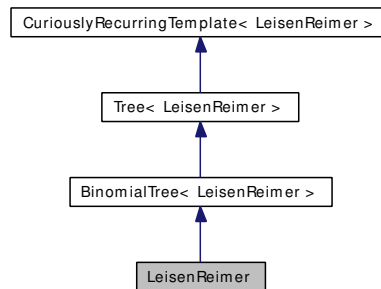 CuriouslyRecurringTemplate< LeisenReimer >
Tree< LeisenReimer >
BinomialTree< LeisenReimer >
LeisenReimer